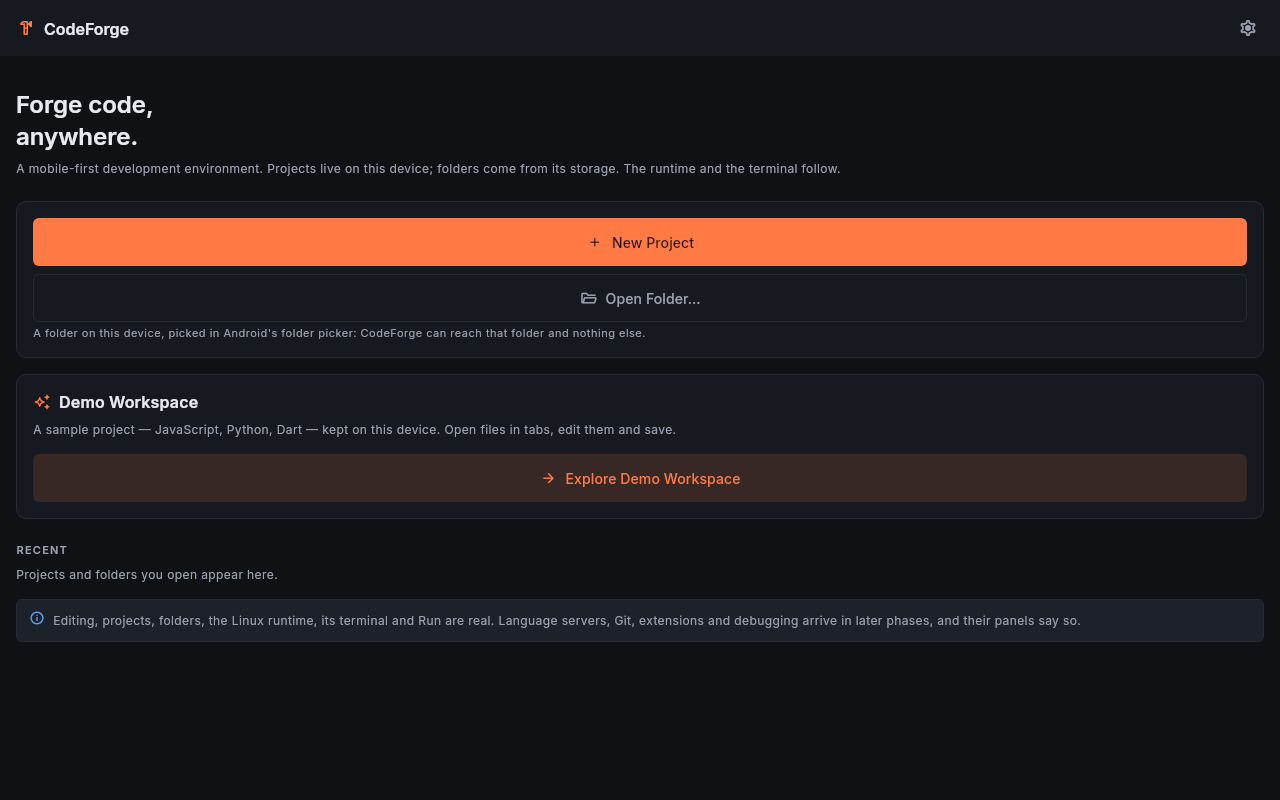 CodeForge
Forge code,
anywhere.
A mobile-first development environment. Projects live on this device; folders come from its storage. The runtime and the terminal follow.
New Project
Open Folder...
A folder on this device, picked in Android's folder picker: CodeForge can reach that folder and nothing else.
Demo Workspace
A sample project — JavaScript, Python, Dart — kept on this device. Open files in tabs, edit them and save.
Explore Demo Workspace
RECENT
Projects and folders you open appear here.
Editing, projects, folders, the Linux runtime, its terminal and Run are real. Language servers, Git, extensions and debugging arrive in later phases, and their panels say so.